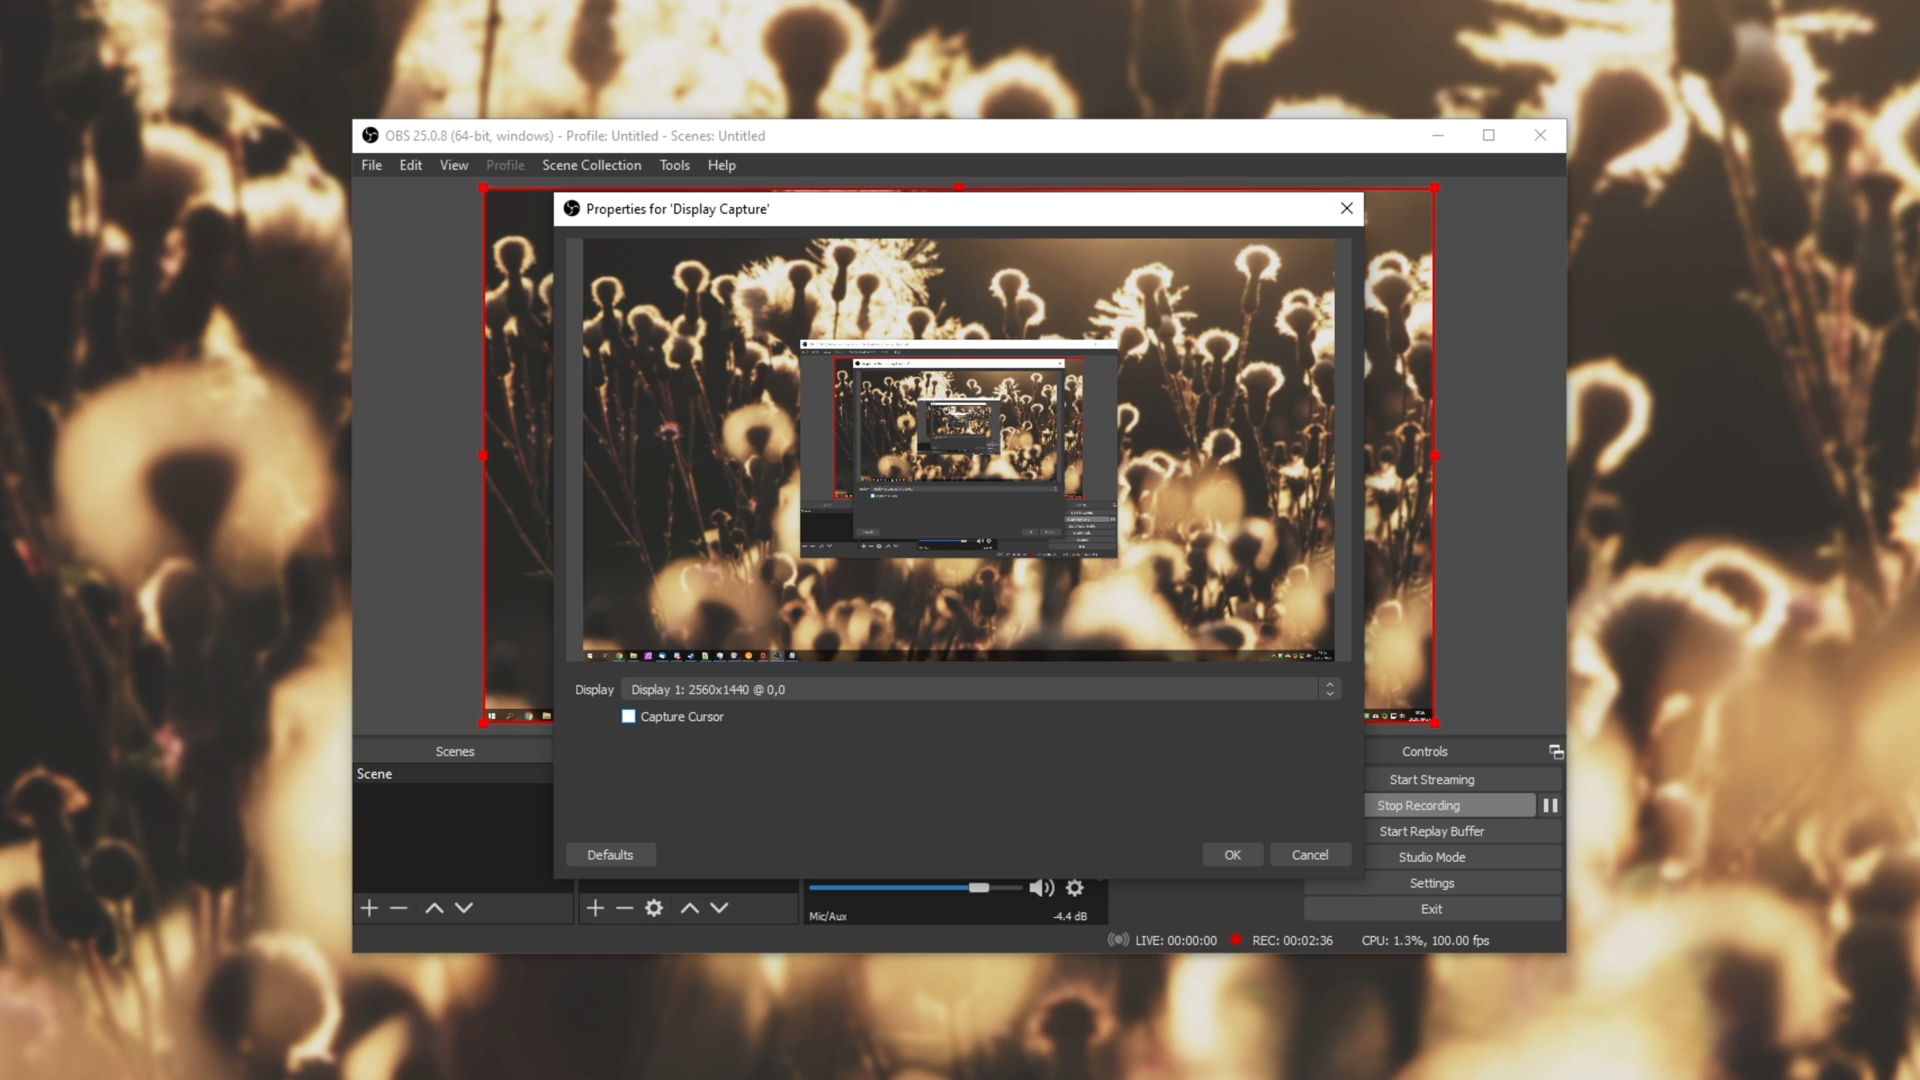 OBS 25.0.8 (64-bit, windows) - Profile: Untitled - Scenes: Untitled
File Edit View Profile Scene Collection Tools Help
Properties for 'Display Capture'
Display Display 1: 2560x1440 @ 0,0
Capture Cursor
Defaults OK Cancel
Scenes
Scene
Mic/Aux -4.4 dB
Controls
Start Streaming
Stop Recording
Start Replay Buffer
Studio Mode
Settings
Exit
LIVE: 00:00:00 REC: 00:02:36 CPU: 1.3%, 100.00 fps